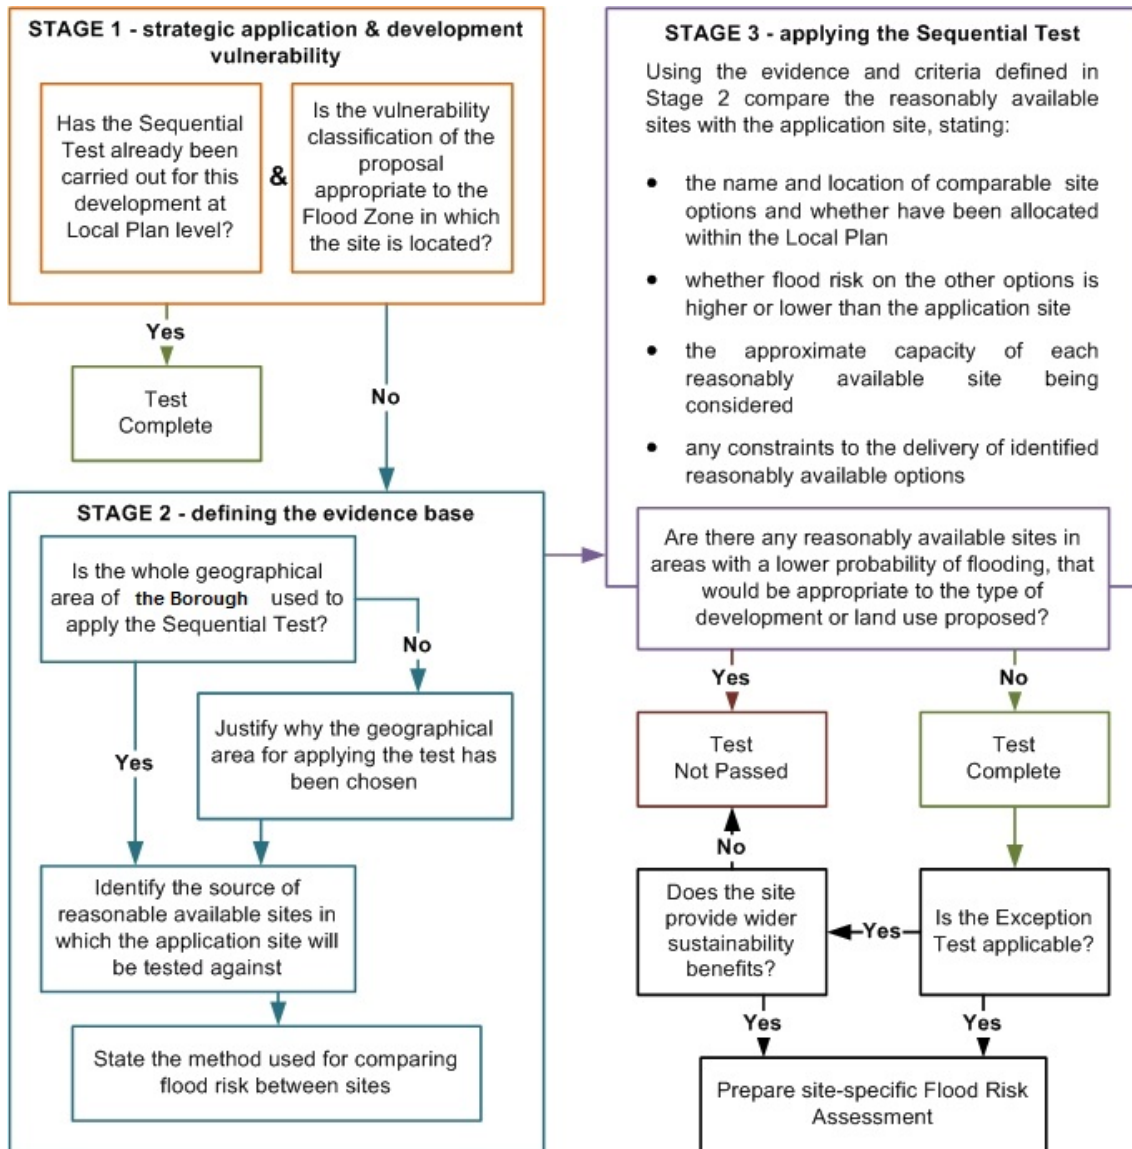 STAGE 1 - strategic application & development
vulnerability
Has the Sequential
Test already been
carried out for this
development at
Local Plan level?
&
Is the vulnerability
classification of the
proposal
appropriate to the
Flood Zone in which
the site is located?
Yes
No
Test
Complete
STAGE 2 - defining the evidence base
Is the whole geographical
area of the Borough used to
apply the Sequential Test?
No
Yes
Justify why the geographical
area for applying the test has
been chosen
Identify the source of
reasonable available sites in
which the application site will
be tested against
State the method used for comparing
flood risk between sites
STAGE 3 - applying the Sequential Test
Using the evidence and criteria defined in
Stage 2 compare the reasonably available
sites with the application site, stating:
• the name and location of comparable site
options and whether have been allocated
within the Local Plan
• whether flood risk on the other options is
higher or lower than the application site
• the approximate capacity of each
reasonably available site being
considered
• any constraints to the delivery of identified
reasonably available options
Are there any reasonably available sites in
areas with a lower probability of flooding, that
would be appropriate to the type of
development or land use proposed?
Yes
No
Test
Not Passed
Test
Complete
No
Does the site
provide wider
sustainability
benefits?
Yes
Is the Exception
Test applicable?
Yes
Yes
Prepare site-specific Flood Risk
Assessment